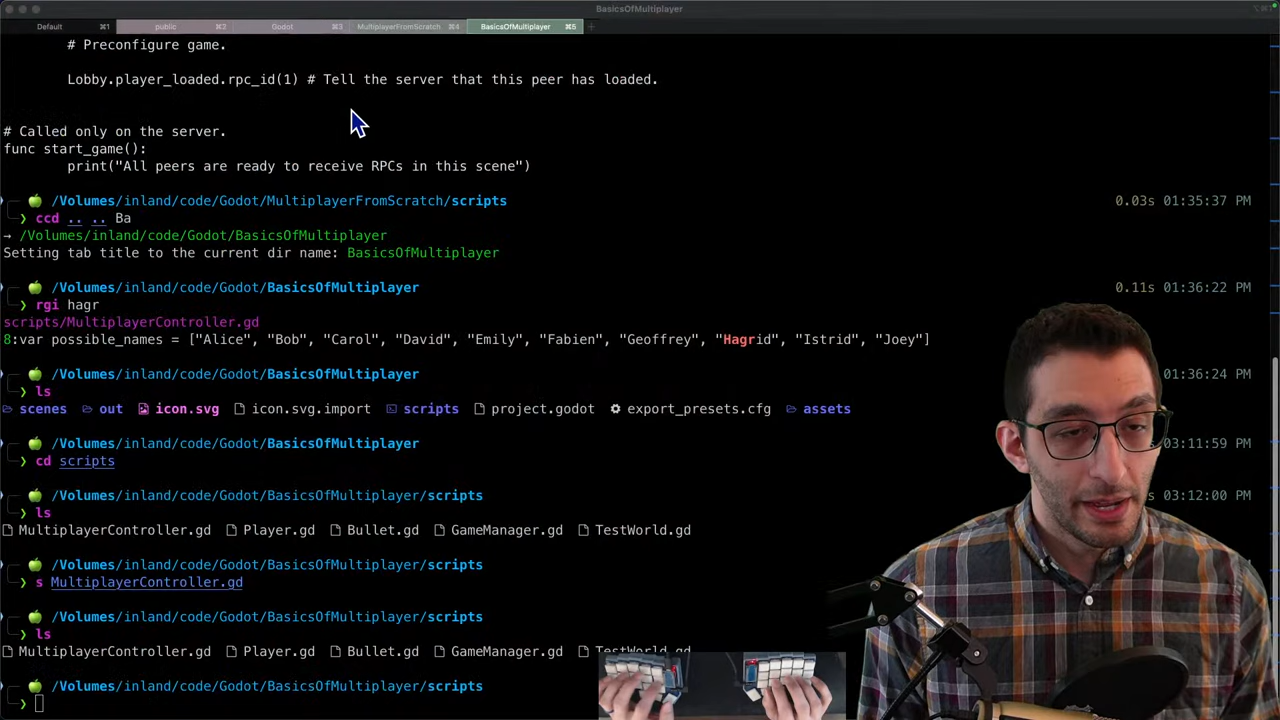 BasicsOfMultiplayer
Default ⌘1 public ⌘2 Godot ⌘3 MultiplayerFromScratch ⌘4 BasicsOfMultiplayer ⌘5 +
# Preconfigure game.
Lobby.player_loaded.rpc_id(1) # Tell the server that this peer has loaded.
# Called only on the server.
func start_game():
print("All peers are ready to receive RPCs in this scene")
/Volumes/inland/code/Godot/MultiplayerFromScratch/scripts 0.03s 01:35:37 PM
❯ ccd .. .. Ba
→ /Volumes/inland/code/Godot/BasicsOfMultiplayer
Setting tab title to the current dir name: BasicsOfMultiplayer
/Volumes/inland/code/Godot/BasicsOfMultiplayer 0.11s 01:36:22 PM
❯ rgi hagr
scripts/MultiplayerController.gd
8:var possible_names = ["Alice", "Bob", "Carol", "David", "Emily", "Fabien", "Geoffrey", "Hagrid", "Istrid", "Joey"]
/Volumes/inland/code/Godot/BasicsOfMultiplayer 01:36:24 PM
❯ ls
scenes out icon.svg icon.svg.import scripts project.godot export_presets.cfg assets
/Volumes/inland/code/Godot/BasicsOfMultiplayer 03:11:59 PM
❯ cd scripts
/Volumes/inland/code/Godot/BasicsOfMultiplayer/scripts s 03:12:00 PM
❯ ls
MultiplayerController.gd Player.gd Bullet.gd GameManager.gd TestWorld.gd
/Volumes/inland/code/Godot/BasicsOfMultiplayer/scripts
❯ s MultiplayerController.gd
/Volumes/inland/code/Godot/BasicsOfMultiplayer/scripts
❯ ls
MultiplayerController.gd Player.gd Bullet.gd GameManager.gd TestWorld.gd
/Volumes/inland/code/Godot/BasicsOfMultiplayer/scripts
❯